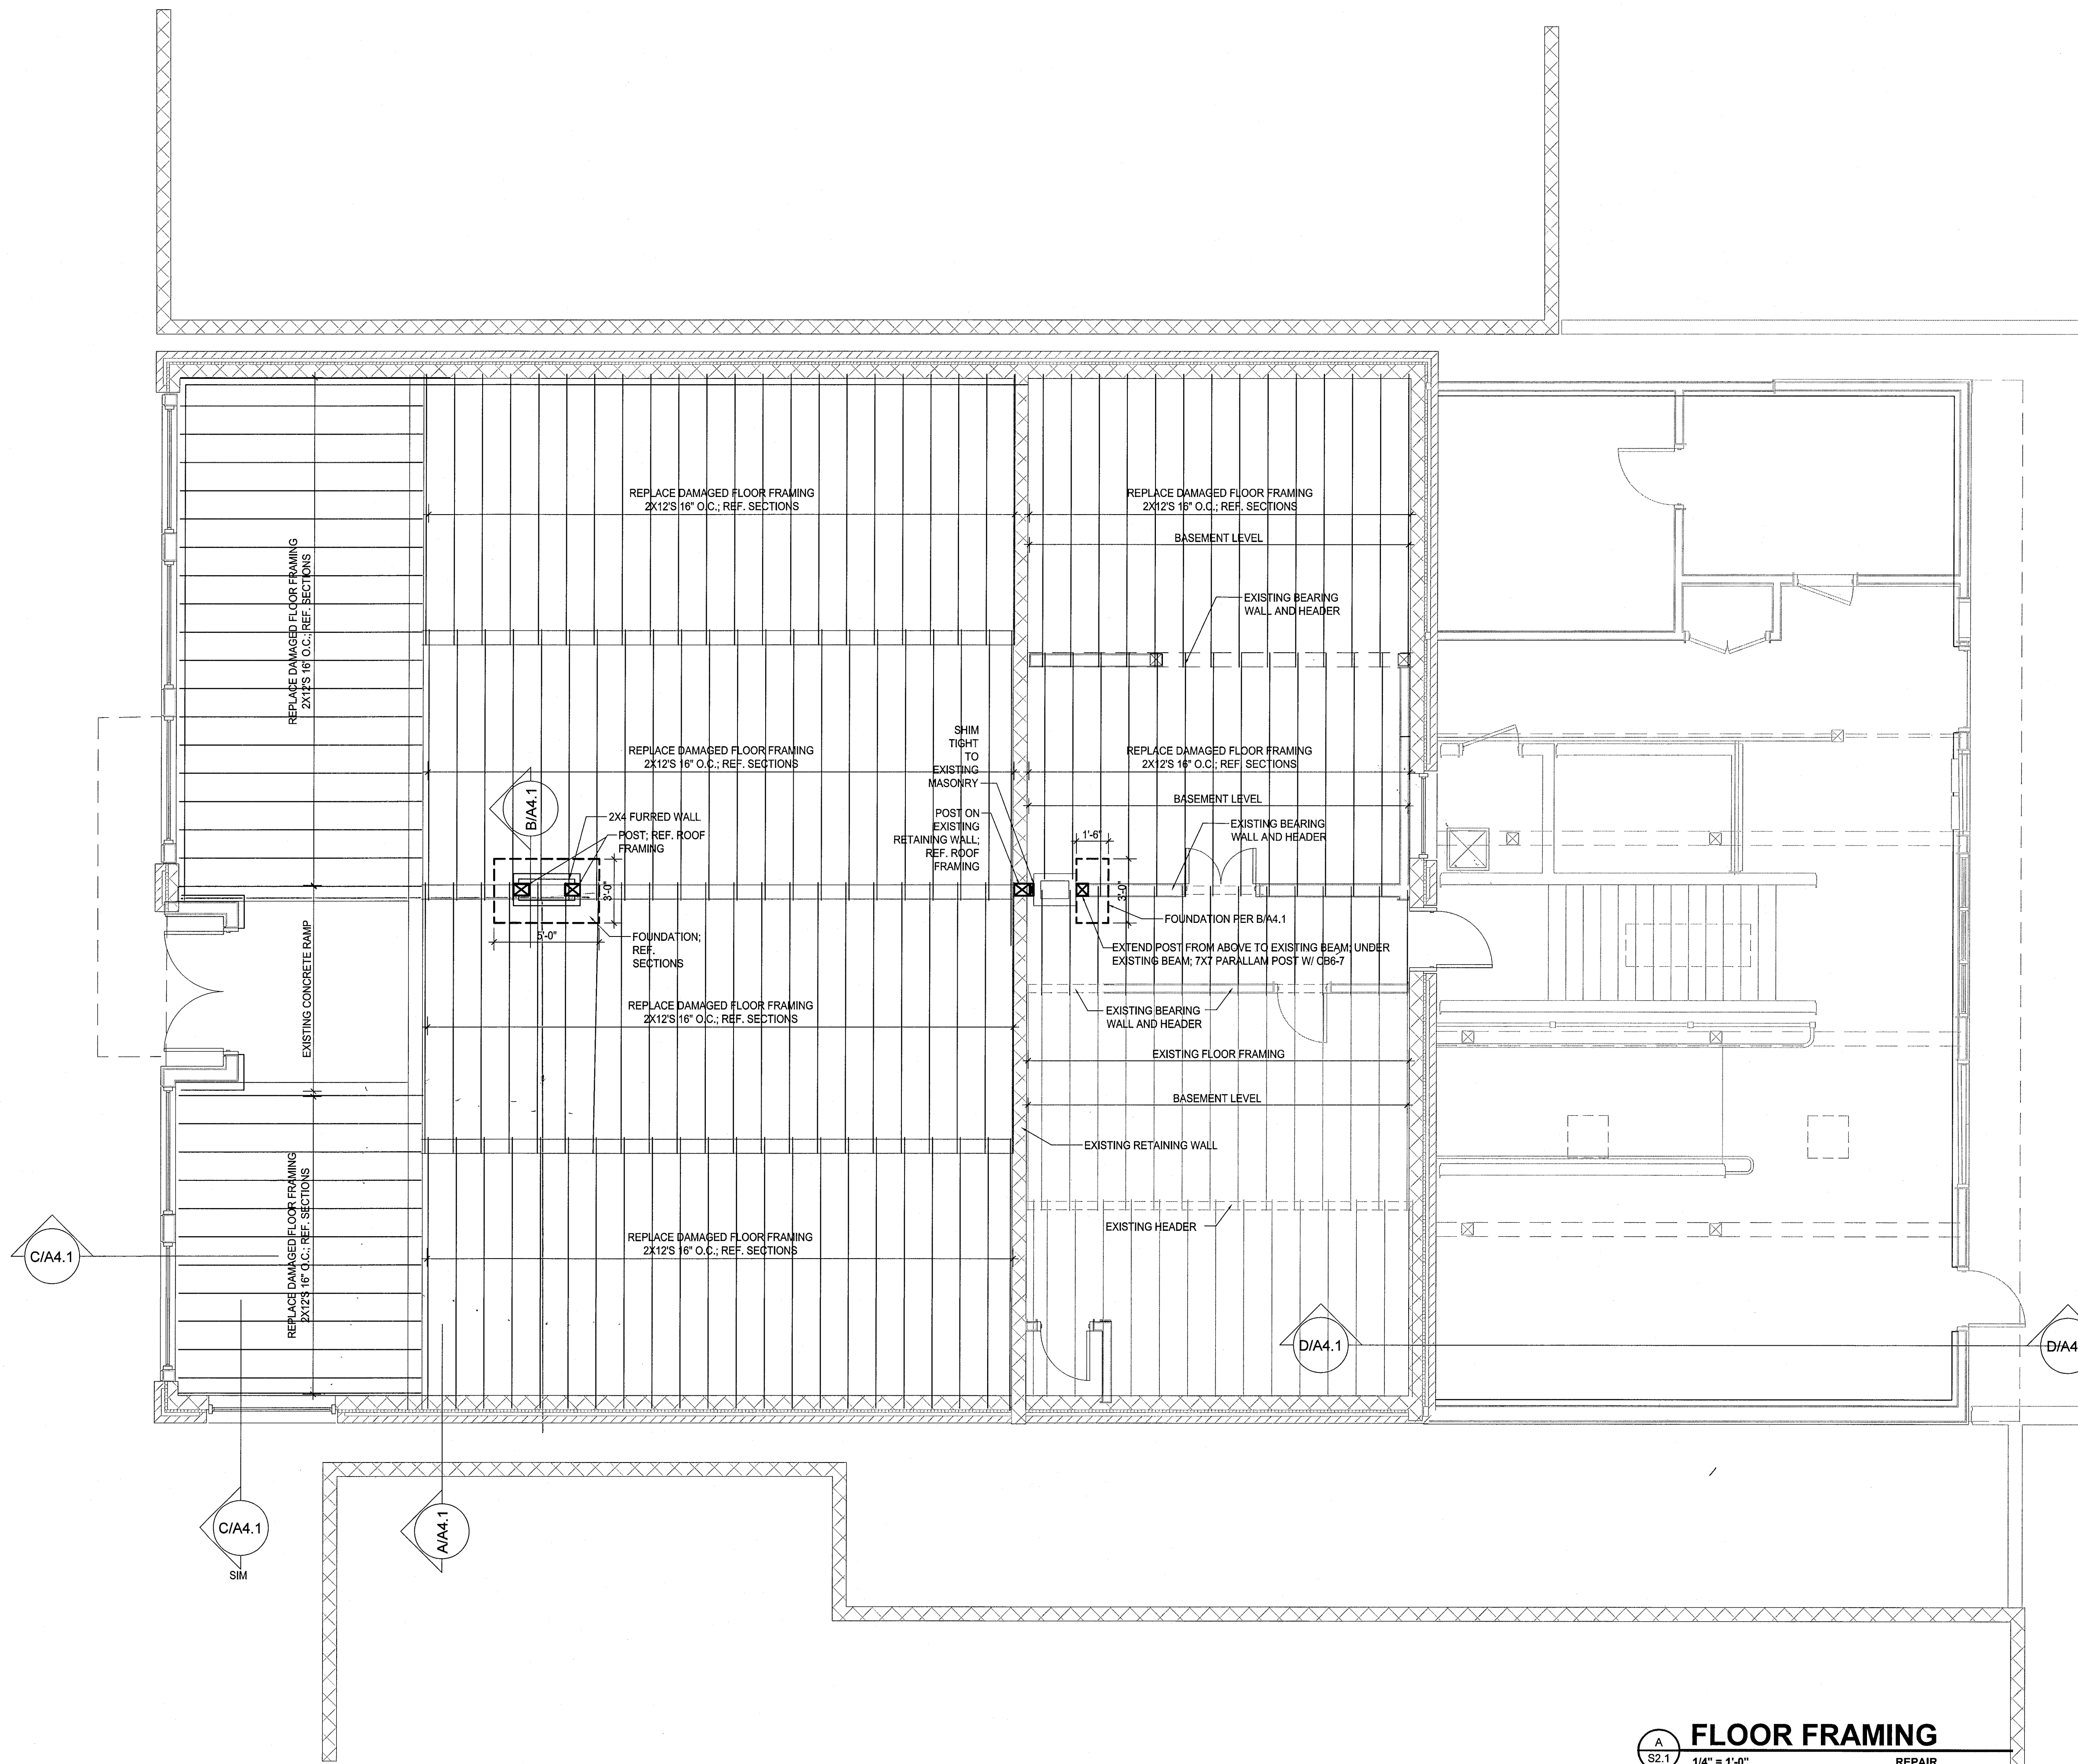 REPLACE DAMAGED FLOOR FRAMING
2X12'S 16" O.C.; REF. SECTIONS
REPLACE DAMAGED FLOOR FRAMING
2X12'S 16" O.C.; REF. SECTIONS
BASEMENT LEVEL
REPLACE DAMAGED FLOOR FRAMING
2X12'S 16" O.C.; REF. SECTIONS
EXISTING BEARING
WALL AND HEADER
SHIM
TIGHT
TO
EXISTING
MASONRY
REPLACE DAMAGED FLOOR FRAMING
2X12'S 16" O.C.; REF. SECTIONS
REPLACE DAMAGED FLOOR FRAMING
2X12'S 16" O.C.; REF. SECTIONS
BASEMENT LEVEL
B/A4.1
2X4 FURRED WALL
POST; REF. ROOF
FRAMING
POST ON
EXISTING
RETAINING WALL;
REF. ROOF
FRAMING
1'-6"
EXISTING BEARING
WALL AND HEADER
3'-0"
3'-0"
5'-0"
FOUNDATION;
REF.
SECTIONS
FOUNDATION PER B/A4.1
EXTEND POST FROM ABOVE TO EXISTING BEAM; UNDER
EXISTING BEAM; 7X7 PARALLAM POST W/ CB6-7
EXISTING CONCRETE RAMP
REPLACE DAMAGED FLOOR FRAMING
2X12'S 16" O.C.; REF. SECTIONS
EXISTING BEARING
WALL AND HEADER
EXISTING FLOOR FRAMING
BASEMENT LEVEL
EXISTING RETAINING WALL
REPLACE DAMAGED FLOOR FRAMING
2X12'S 16" O.C.; REF. SECTIONS
EXISTING HEADER
REPLACE DAMAGED FLOOR FRAMING
2X12'S 16" O.C.; REF. SECTIONS
C/A4.1
D/A4.1
D/A4
C/A4.1
SIM
A/A4.1
A
S2.1
FLOOR FRAMING
1/4" = 1'-0"
REPAIR